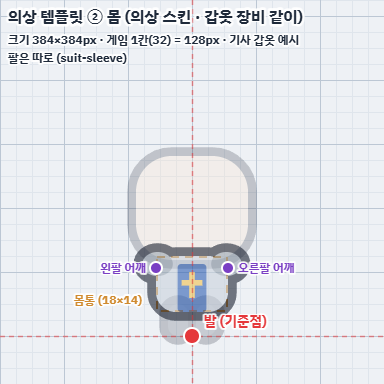 의상 템플릿 ② 몸 (의상 스킨 · 갑옷 장비 같이)
크기 384×384px · 게임 1칸(32) = 128px · 기사 갑옷 예시
팔은 따로 (suit-sleeve)
왼팔 어깨
오른팔 어깨
몸통 (18×14)
발 (기준점)